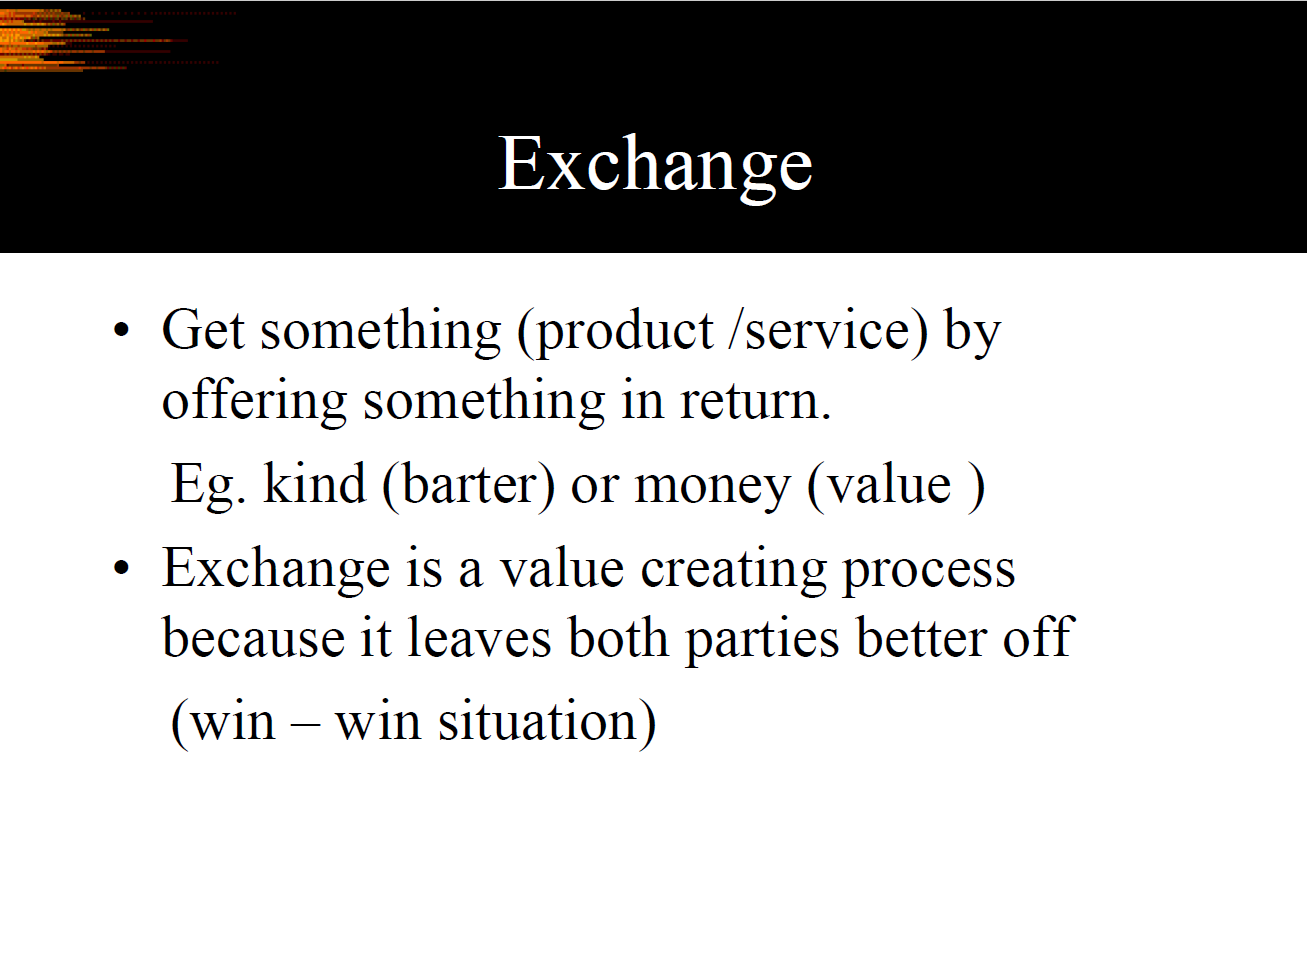 Exchange
• Get something (product /service) by
offering something in return.
Eg. kind (barter) or money (value )
• Exchange is a value creating process
because it leaves both parties better off
(win – win situation)